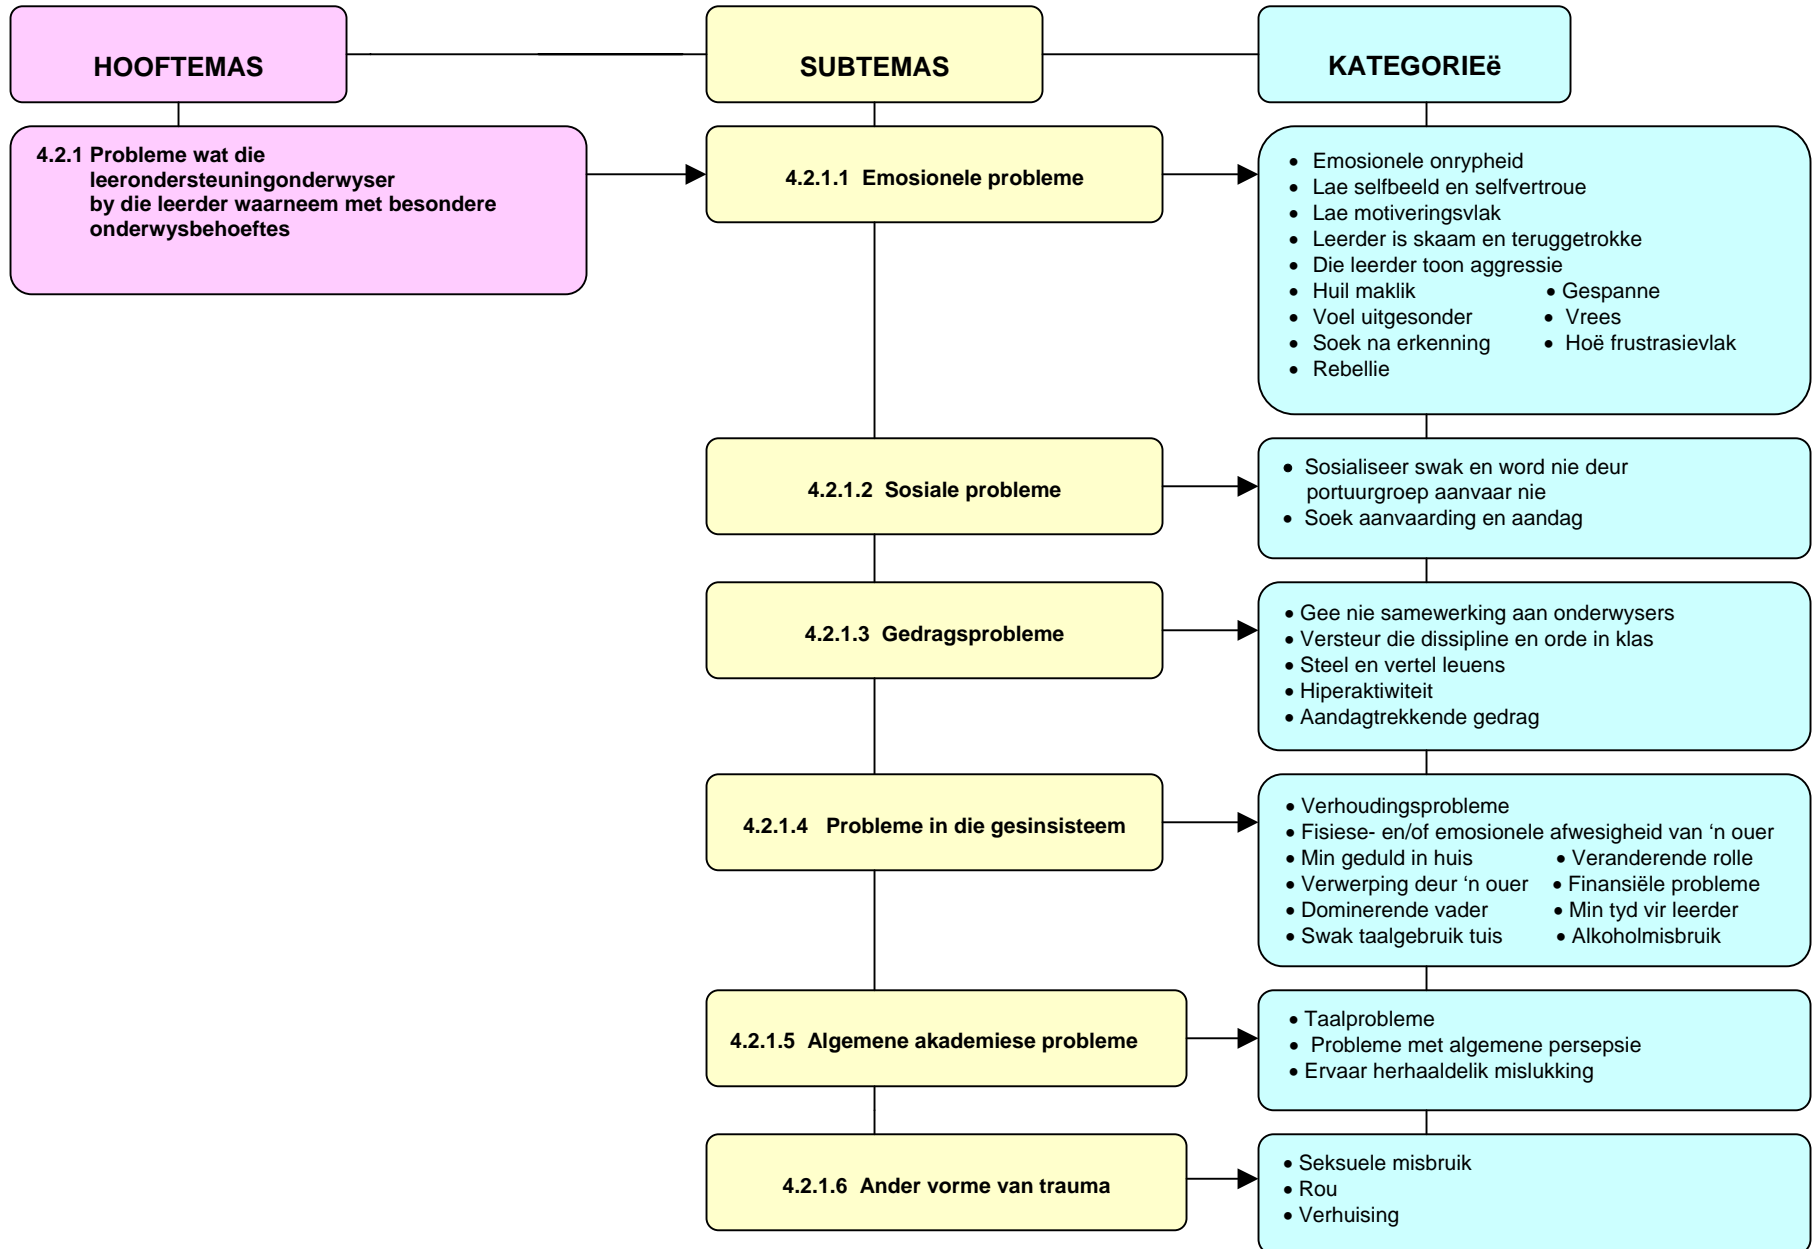 HOOFTEMAS
SUBTEMAS
KATEGORIEë
4.2.1 Probleme wat die
leerondersteuningonderwyser
by die leerder waarneem met besondere
onderwysbehoeftes
4.2.1.1 Emosionele probleme
• Emosionele onrypheid
• Lae selfbeeld en selfvertroue
• Lae motiveringsvlak
• Leerder is skaam en teruggetrokke
• Die leerder toon aggressie
• Huil maklik • Gespanne
• Voel uitgesonder • Vrees
• Soek na erkenning • Hoë frustrasievlak
• Rebellie
4.2.1.2 Sosiale probleme
• Sosialiseer swak en word nie deur
portuurgroep aanvaar nie
• Soek aanvaarding en aandag
4.2.1.3 Gedragsprobleme
• Gee nie samewerking aan onderwysers
• Versteur die dissipline en orde in klas
• Steel en vertel leuens
• Hiperaktiwiteit
• Aandagtrekkende gedrag
4.2.1.4 Probleme in die gesinsisteem
• Verhoudingsprobleme
• Fisiese- en/of emosionele afwesigheid van ‘n ouer
• Min geduld in huis • Veranderende rolle
• Verwerping deur ‘n ouer • Finansiële probleme
• Dominerende vader • Min tyd vir leerder
• Swak taalgebruik tuis • Alkoholmisbruik
4.2.1.5 Algemene akademiese probleme
• Taalprobleme
• Probleme met algemene persepsie
• Ervaar herhaaldelik mislukking
4.2.1.6 Ander vorme van trauma
• Seksuele misbruik
• Rou
• Verhuising